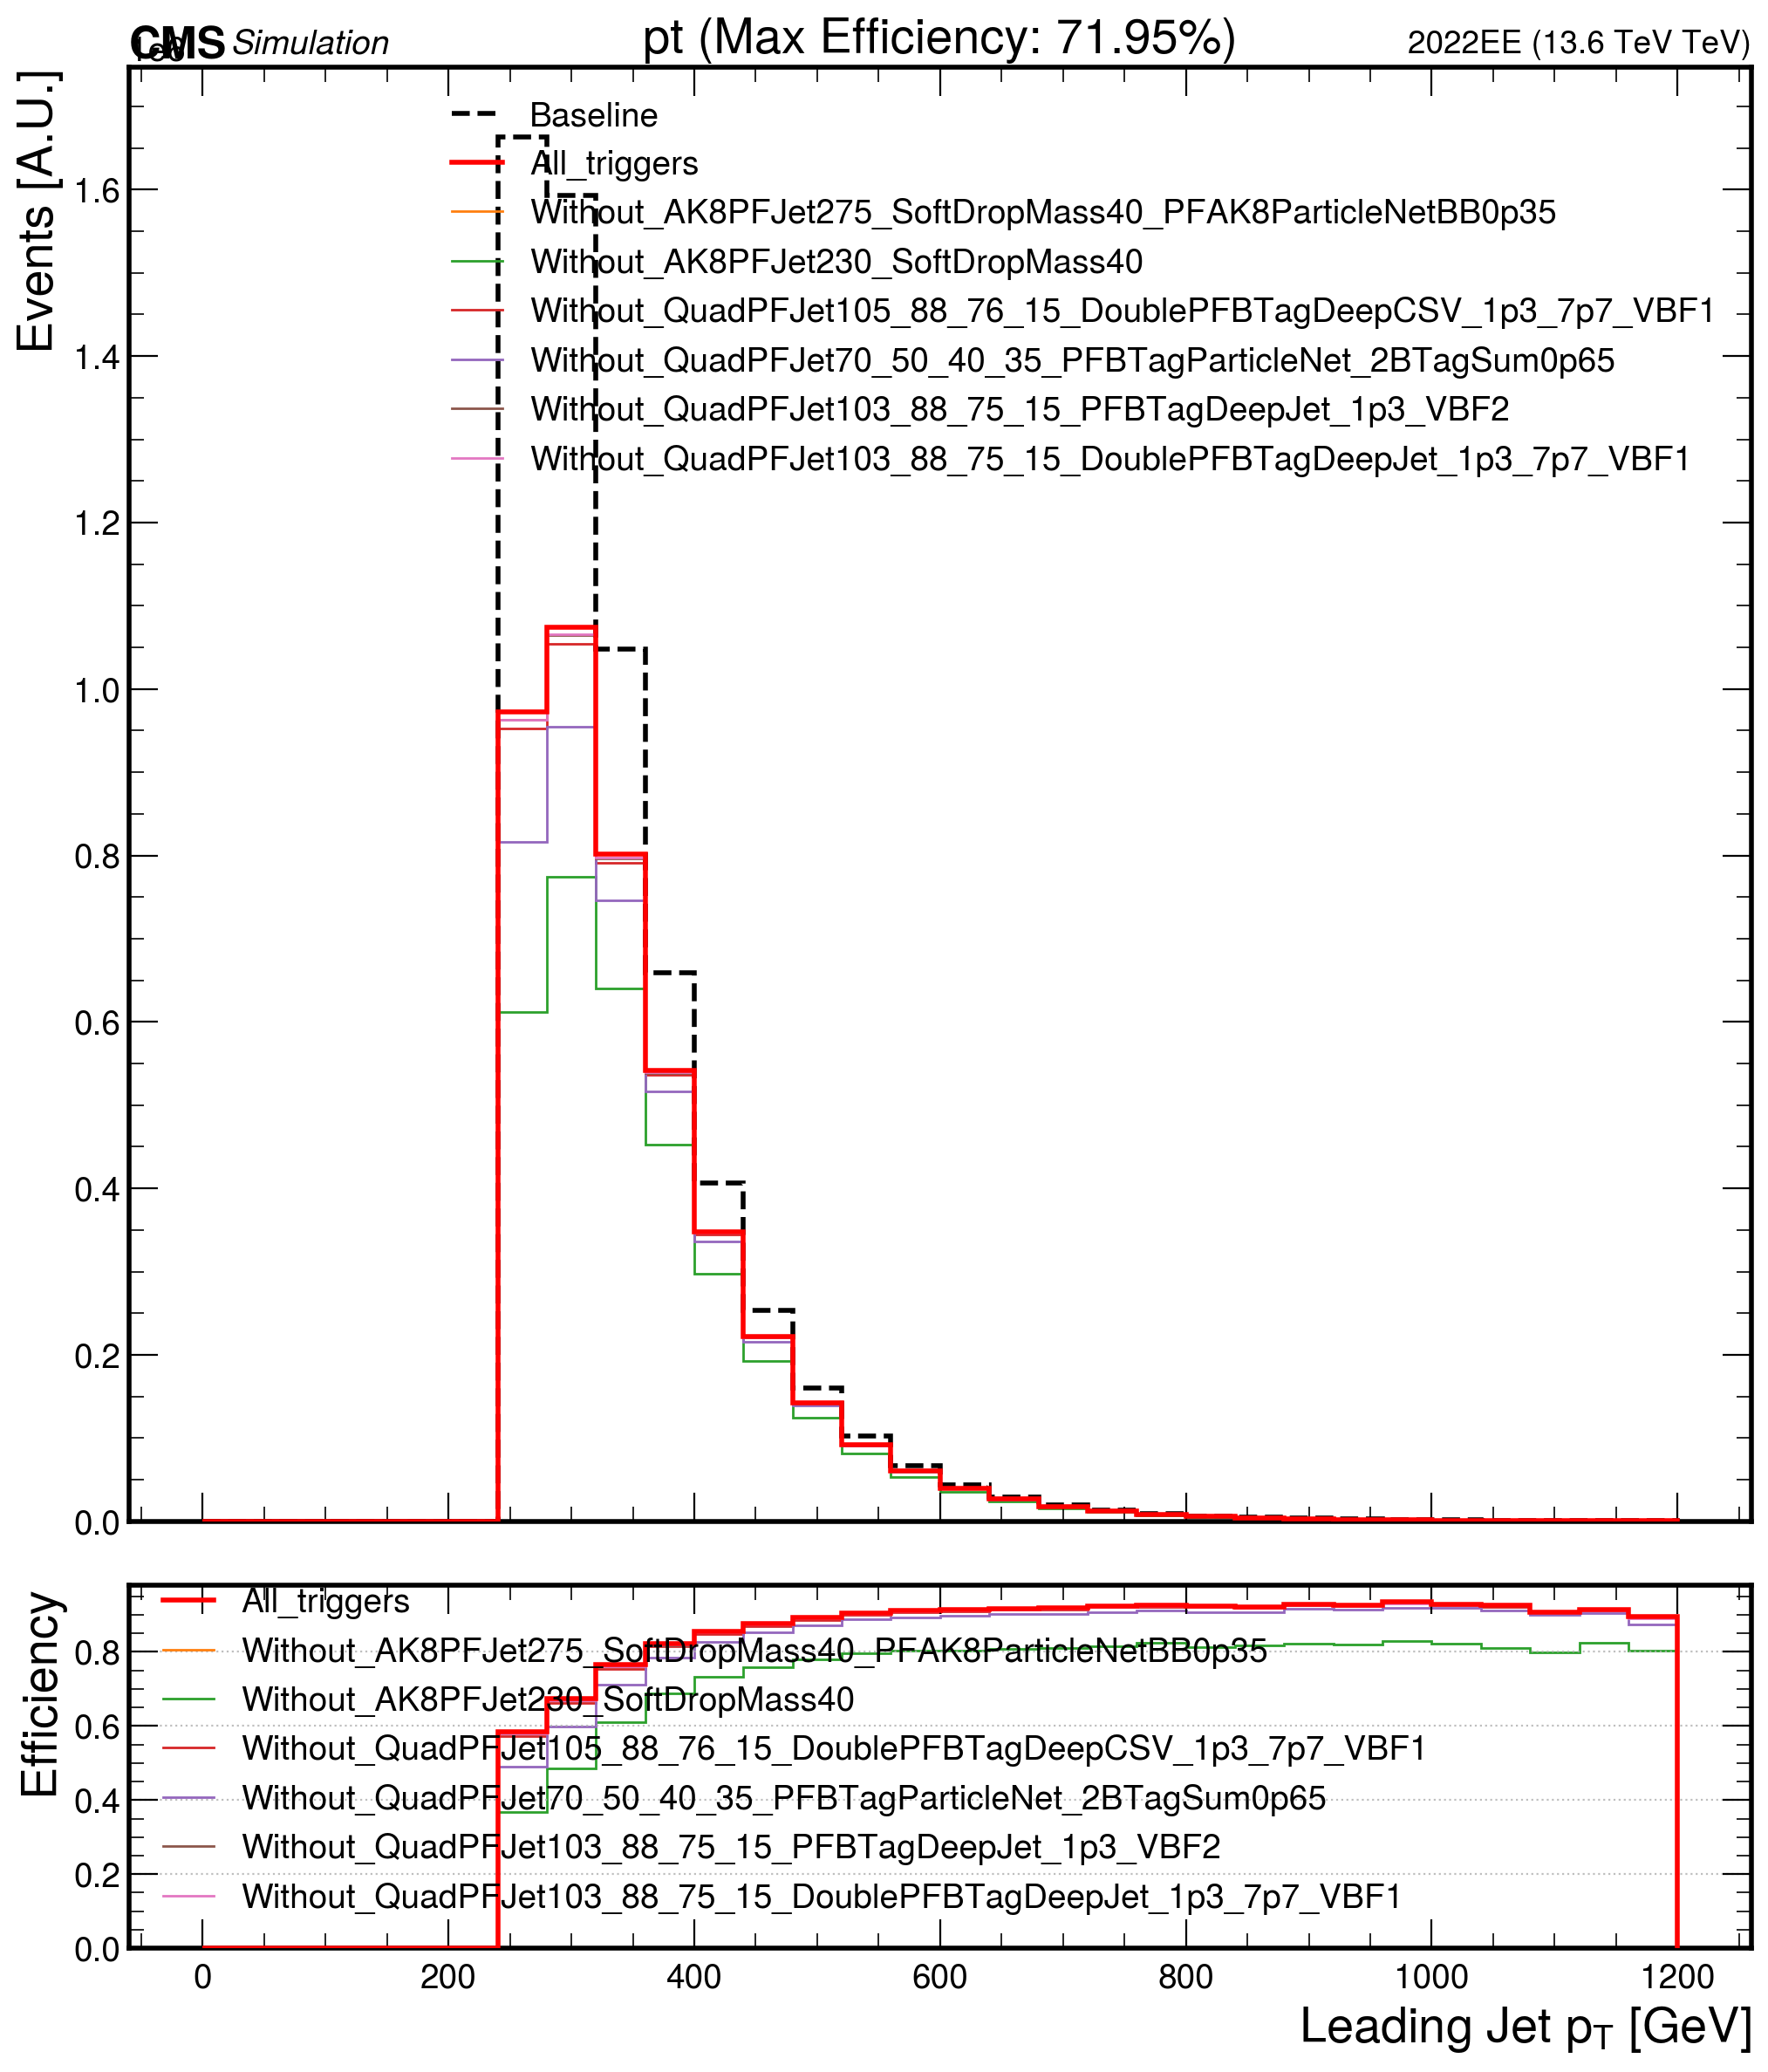 CMS Simulation pt (Max Efficiency: 71.95%) 2022EE (13.6 TeV TeV)
Events [A.U.]
Baseline
All_triggers
Without_AK8PFJet275_SoftDropMass40_PFAK8ParticleNetBB0p35
Without_AK8PFJet230_SoftDropMass40
Without_QuadPFJet105_88_76_15_DoublePFBTagDeepCSV_1p3_7p7_VBF1
Without_QuadPFJet70_50_40_35_PFBTagParticleNet_2BTagSum0p65
Without_QuadPFJet103_88_75_15_PFBTagDeepJet_1p3_VBF2
Without_QuadPFJet103_88_75_15_DoublePFBTagDeepJet_1p3_7p7_VBF1
1.6
1.4
1.2
1.0
0.8
0.6
0.4
0.2
0.0
Efficiency
All_triggers
Without_AK8PFJet275_SoftDropMass40_PFAK8ParticleNetBB0p35
Without_AK8PFJet230_SoftDropMass40
Without_QuadPFJet105_88_76_15_DoublePFBTagDeepCSV_1p3_7p7_VBF1
Without_QuadPFJet70_50_40_35_PFBTagParticleNet_2BTagSum0p65
Without_QuadPFJet103_88_75_15_PFBTagDeepJet_1p3_VBF2
Without_QuadPFJet103_88_75_15_DoublePFBTagDeepJet_1p3_7p7_VBF1
0.8
0.6
0.4
0.2
0.0
0 200 400 600 800 1000 1200
Leading Jet pT [GeV]